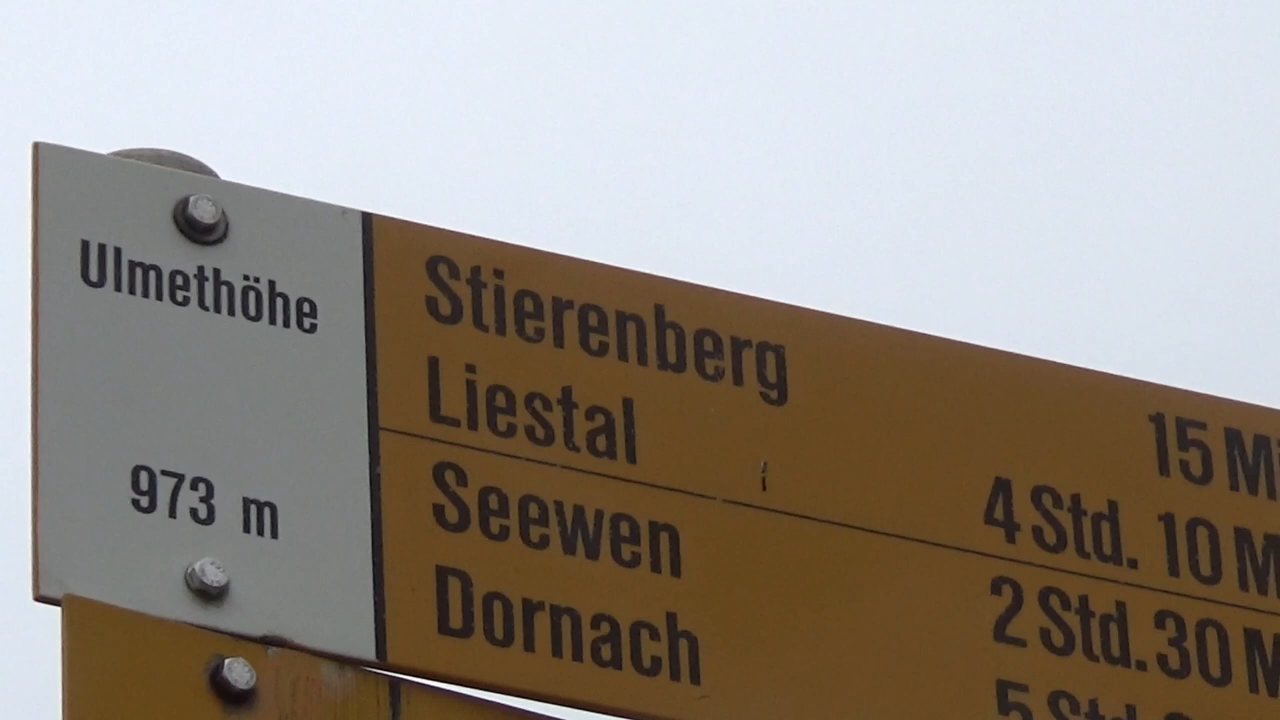 Ulmethöhe
973 m
Stierenberg 15 M
Liestal 4 Std. 10 M
Seewen 2 Std. 30 M
Dornach 5 Std.